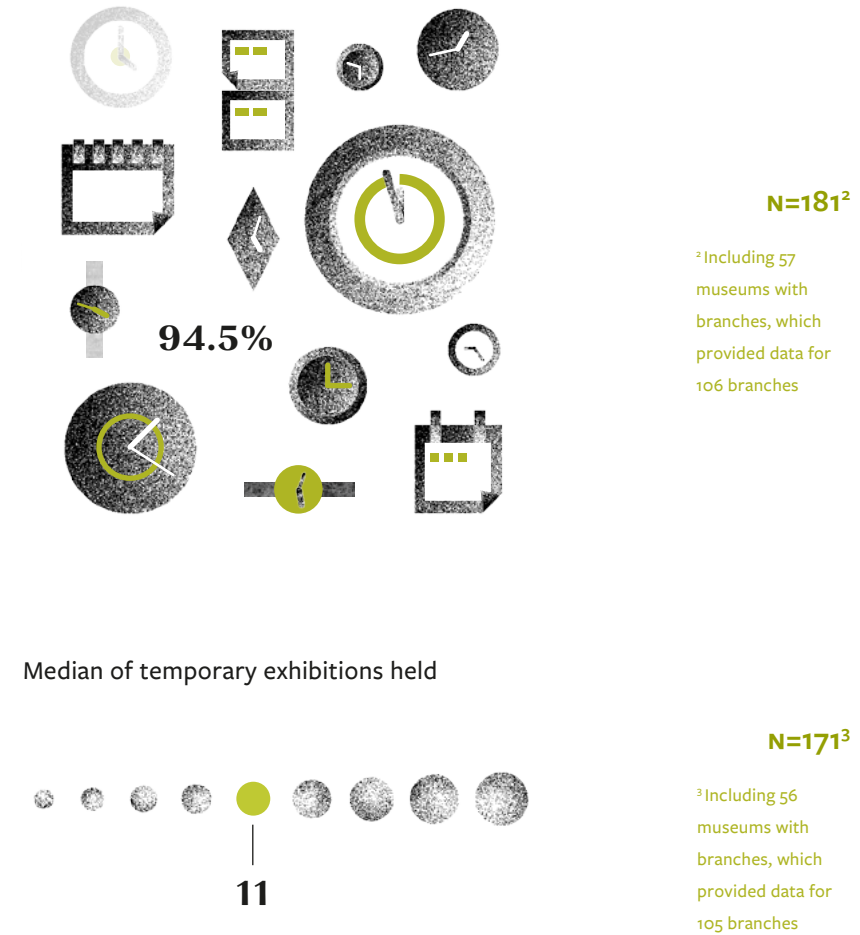 N=181²
² Including 57
museums with
branches, which
provided data for
106 branches
94.5%
Median of temporary exhibitions held
N=171³
³ Including 56
museums with
branches, which
provided data for
105 branches
11